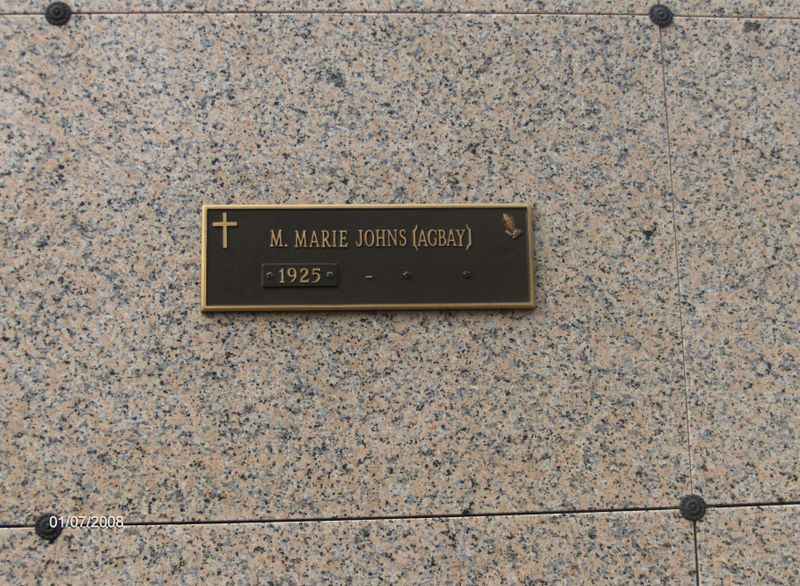 M. MARIE JOHNS (AGBAY)
1925 -
01/07/2008